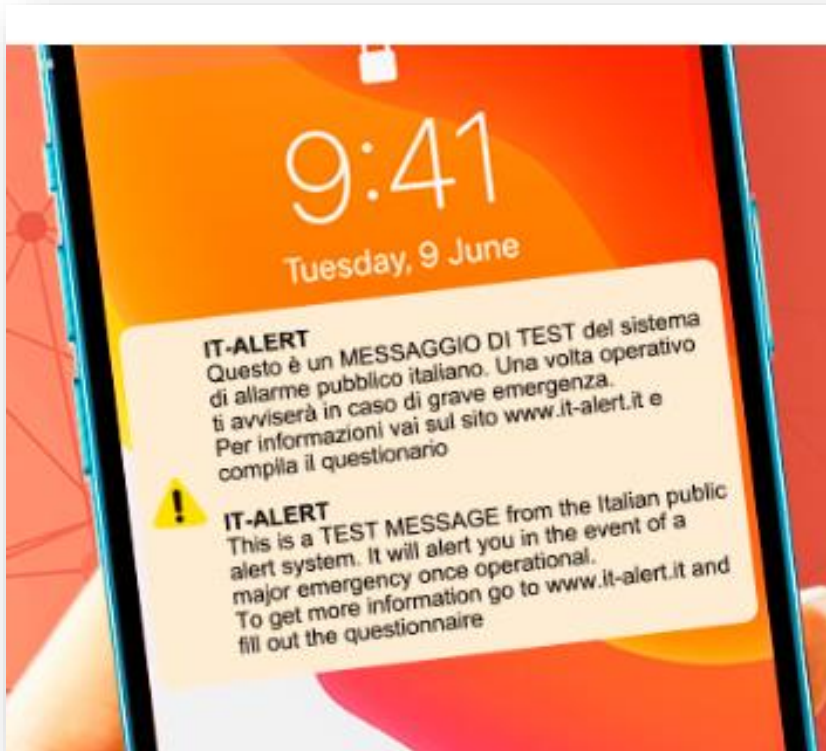 9:41
Tuesday, 9 June
IT-ALERT
Questo è un MESSAGGIO DI TEST del sistema
di allarme pubblico italiano. Una volta operativo
ti avviserà in caso di grave emergenza.
Per informazioni vai sul sito www.it-alert.it e
compila il questionario
IT-ALERT
This is a TEST MESSAGE from the Italian public
alert system. It will alert you in the event of a
major emergency once operational.
To get more information go to www.it-alert.it and
fill out the questionnaire